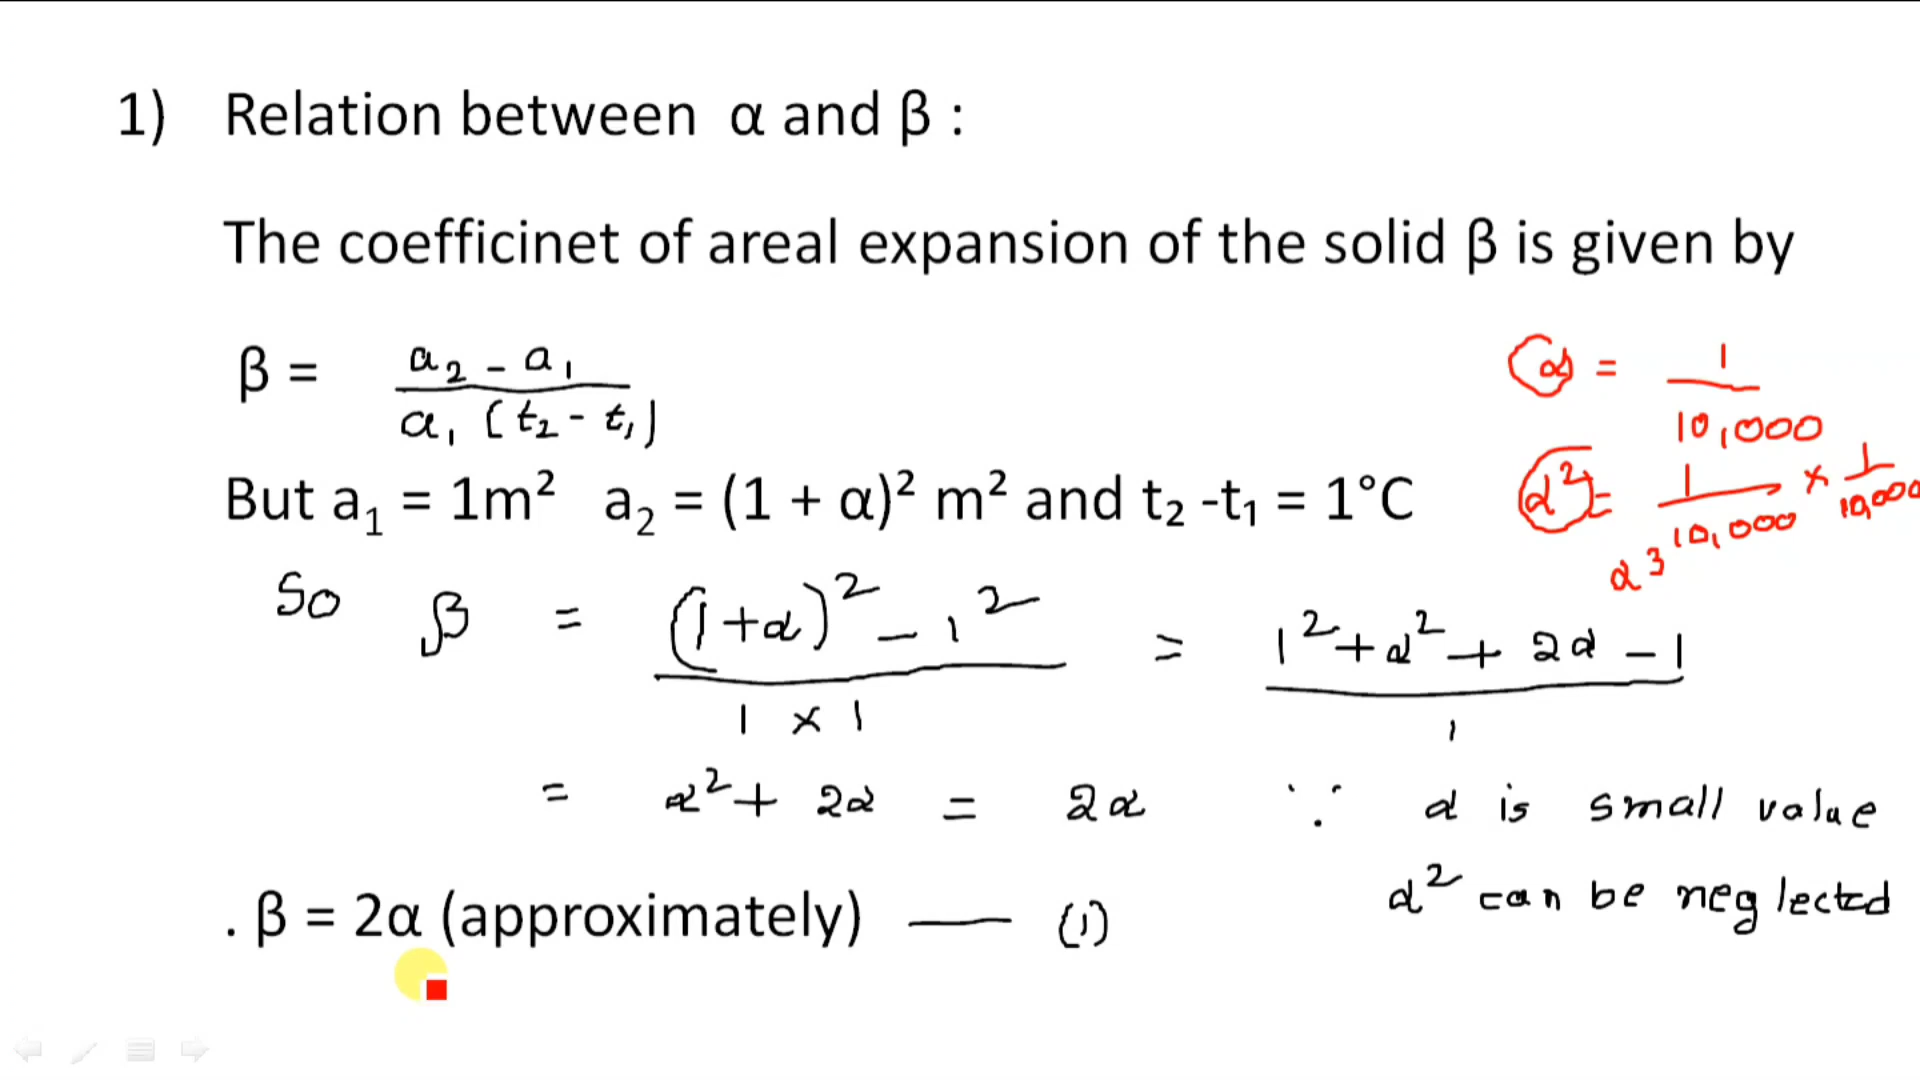 1) Relation between α and β :
The coefficinet of areal expansion of the solid β is given by
β = a₂ - a₁ / a₁ [t₂ - t₁]
α = 1 / 10,000
But a₁ = 1m² a₂ = (1 + α)² m² and t₂ -t₁ = 1°C
α² = 1 / 10,000 × 1 / 10,000
α³
So β = (1+α)² - 1² / 1 × 1 = 1² + α² + 2α - 1 / 1
= α² + 2α = 2α ∵ α is small value
α² can be neglected
. β = 2α (approximately) — (1)